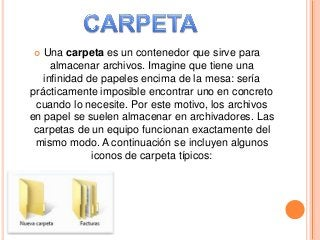 CARPETA
Una carpeta es un contenedor que sirve para
almacenar archivos. Imagine que tiene una
infinidad de papeles encima de la mesa: sería
prácticamente imposible encontrar uno en concreto
cuando lo necesite. Por este motivo, los archivos
en papel se suelen almacenar en archivadores. Las
carpetas de un equipo funcionan exactamente del
mismo modo. A continuación se incluyen algunos
iconos de carpeta típicos:
Nueva carpeta Facturas